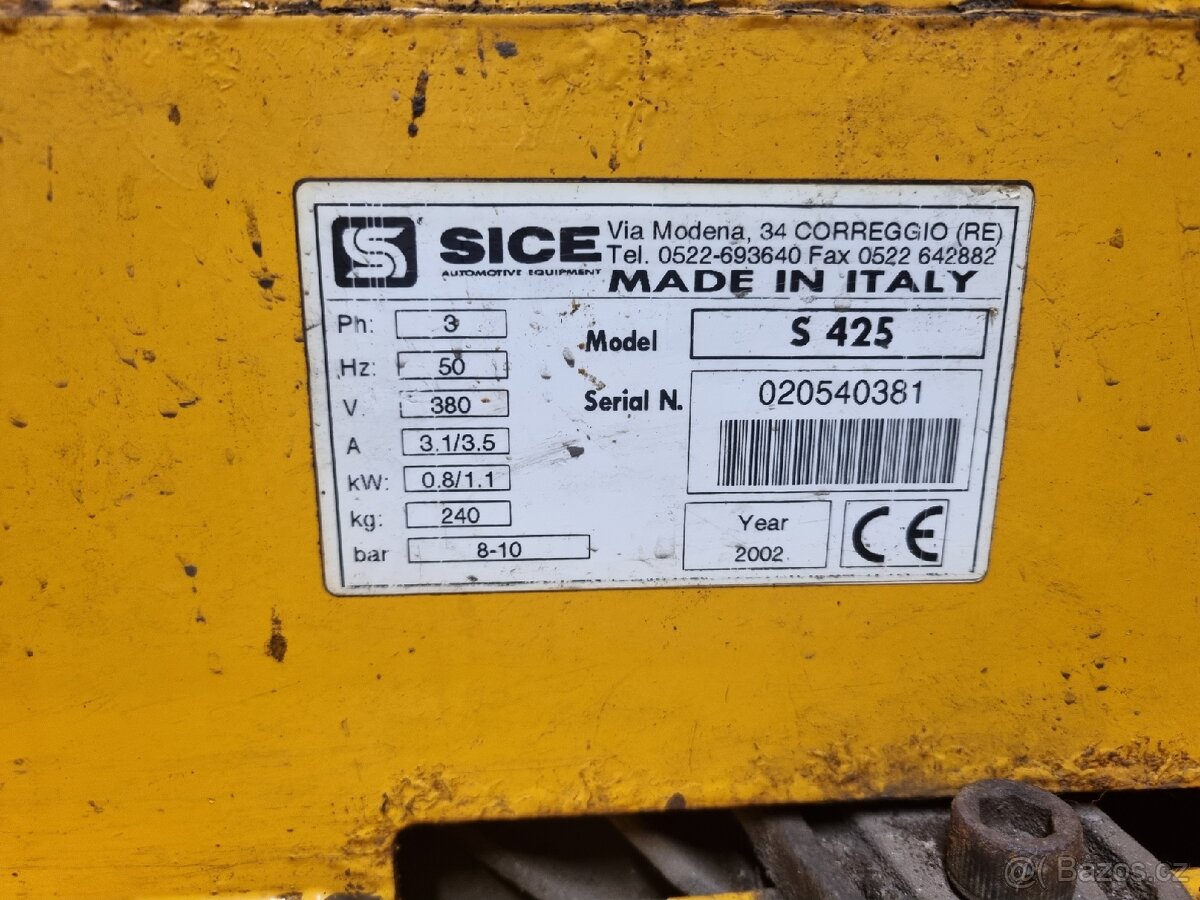 SICE
AUTOMOTIVE EQUIPMENT
Via Modena, 34 CORREGGIO (RE)
Tel. 0522-693640 Fax 0522 642882
MADE IN ITALY
Ph: 3
Hz: 50
V. 380
A 3.1/3.5
kW: 0.8/1.1
kg: 240
bar 8-10
Model S 425
Serial N. 020540381
Year
2002
CE
@ Bazos.cz